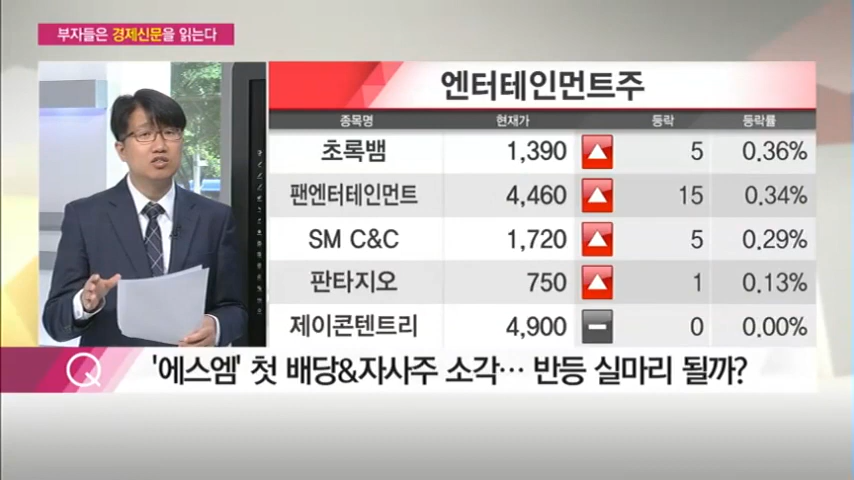 부자들은 경제신문을 읽는다
엔터테인먼트주
종목명 현재가 등락 등락률
초록뱀 1,390 5 0.36%
팬엔터테인먼트 4,460 15 0.34%
SM C&C 1,720 5 0.29%
판타지오 750 1 0.13%
제이콘텐트리 4,900 0 0.00%
Q '에스엠' 첫 배당&자사주 소각… 반등 실마리 될까?